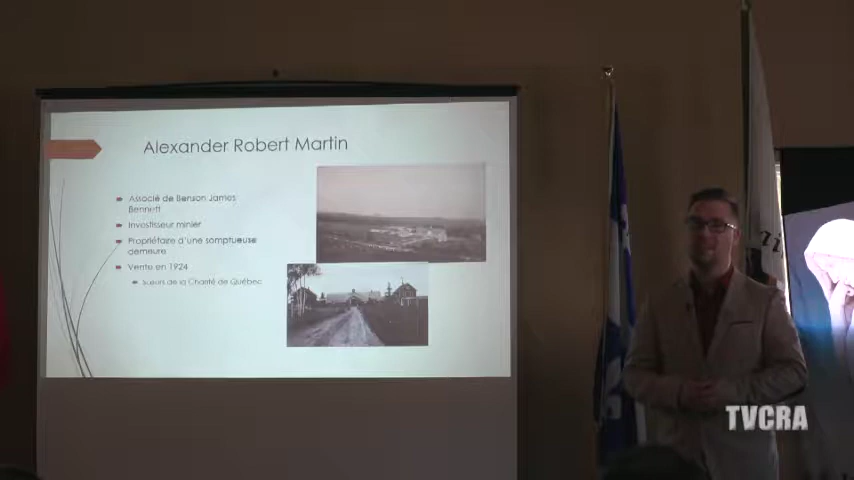 Alexander Robert Martin
Associé de Benson James
Bennett
Investisseur minier
Propriétaire d'une somptueuse
demeure
Vente en 1924
Sœurs de la Charité de Québec
TVCRA